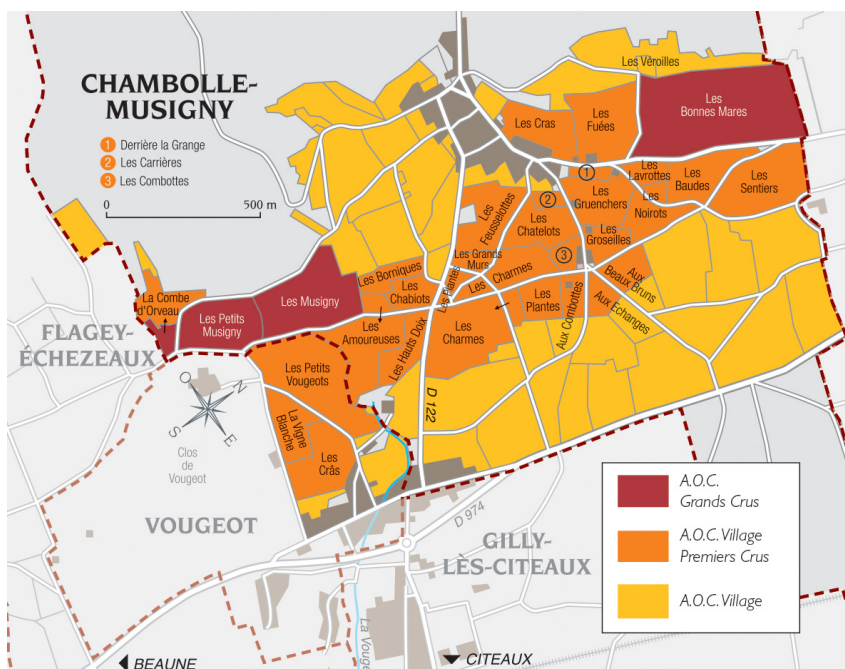 CHAMBOLLE-
MUSIGNY
1 Derrière la Grange
2 Les Carrières
3 Les Combottes
0 500 m
Les Véroilles
Les
Bonnes Mares
Les
Fuées
Les Cras
1
Les
Lavrottes
Les
Baudes
Les
Sentiers
Les
Gruenchers
Les
Noirots
2
Les
Feusselottes
Les
Chatelots
Les
Groseilles
3
Les Grands
Murs
Les Borniques
Les
Chabiots
Les Plantes
Les Charmes
Aux
Beaux Bruns
Aux Echanges
Les
Plantes
Aux Combottes
Les
Charmes
Les Hauts Doix
Les
Amoureuses
Les Musigny
Les Petits
Musigny
La Combe
d'Orveau
FLAGEY-
ÉCHEZEAUX
Les Petits
Vougeots
La Vigne
Blanche
Les
Crâs
O
N
S
E
Clos
de
Vougeot
D 122
VOUGEOT
D 974
GILLY-
LÈS-CITEAUX
La Vouge
BEAUNE
CITEAUX
A.O.C.
Grands Crus
A.O.C. Village
Premiers Crus
A.O.C. Village